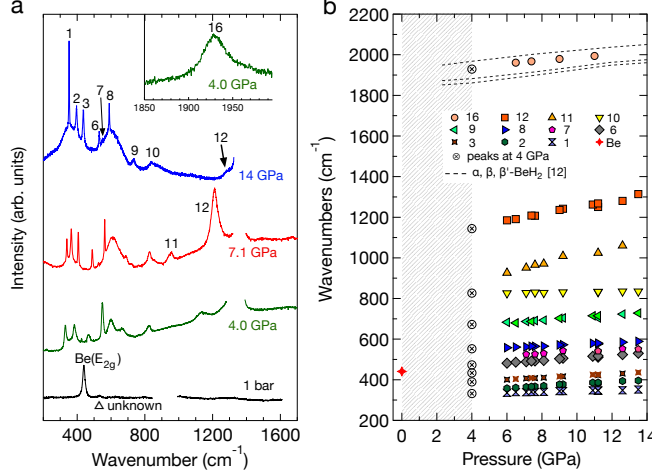 a
b
Intensity (arb. units)
1
2
3
6
7
8
9
10
12
14 GPa
16
4.0 GPa
1850
1900
1950
12
11
7.1 GPa
4.0 GPa
Be(E2g)
1 bar
△ unknown
200 400 600 800 1200 1600
Wavenumber (cm-1)
Wavenumbers (cm-1)
2200
2000
1800
1600
1400
1200
1000
800
600
400
200
16 12 11 10
9 8 7 6
3 2 1 Be
peaks at 4 GPa
α, β, β'-BeH2 [12]
0 2 4 6 8 10 12 14
Pressure (GPa)